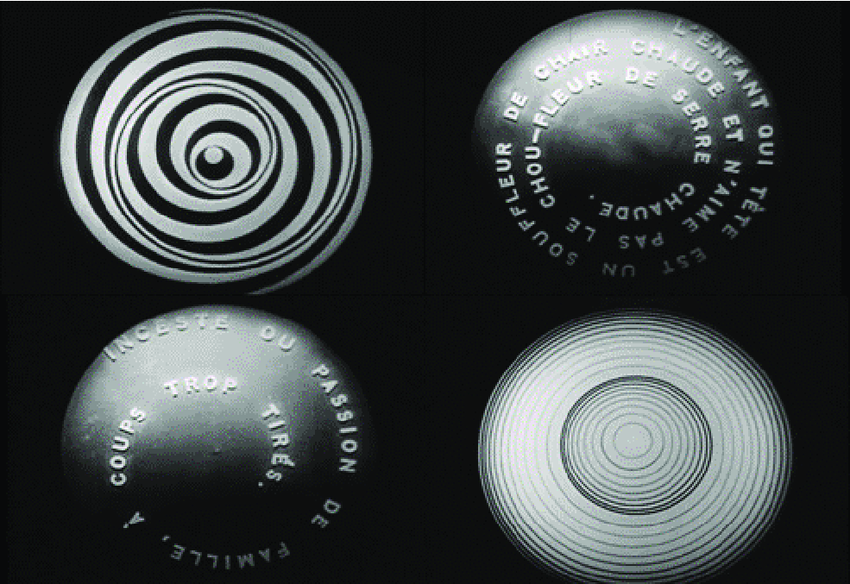 L'ENFANT QUI TÈTE EST UN SOUFFLEUR DE CHAIR CHAUDE ET N'AIME PAS LE CHOU–FLEUR DE SERRE CHAUDE.
INCESTE OU PASSION DE FAMILLE, À COUPS TROP TIRÉS.